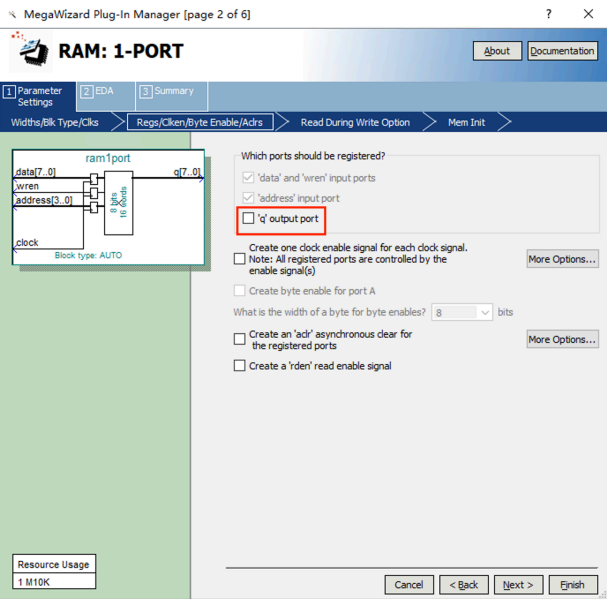 MegaWizard Plug-In Manager [page 2 of 6]
? ×
RAM: 1-PORT
About
Documentation
1 Parameter Settings
2 EDA
3 Summary
Widths/Blk Type/Clks
Regs/Clken/Byte Enable/Aclrs
Read During Write Option
Mem Init
ram1port
data[7..0]
q[7..0]
wren
address[3..0]
8 bits
16 words
clock
Block type: AUTO
Which ports should be registered?
'data' and 'wren' input ports
'address' input port
'q' output port
Create one clock enable signal for each clock signal.
Note: All registered ports are controlled by the
enable signal(s)
More Options...
Create byte enable for port A
What is the width of a byte for byte enables? 8 bits
Create an 'aclr' asynchronous clear for
the registered ports
More Options...
Create a 'rden' read enable signal
Resource Usage
1 M10K
Cancel
< Back
Next >
Finish